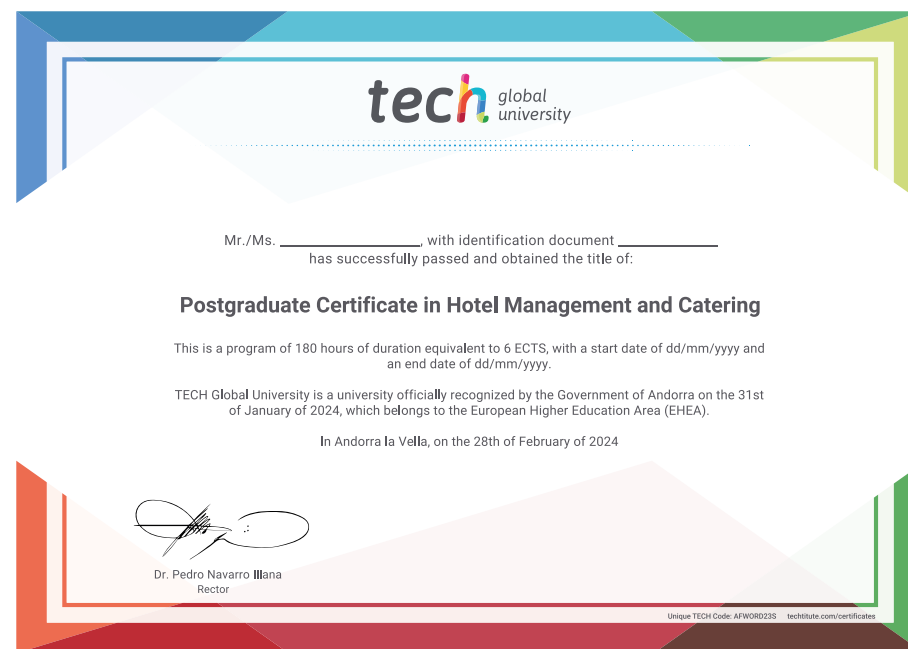 tech global university
Mr./Ms. ____________________, with identification document ______________
has successfully passed and obtained the title of:
Postgraduate Certificate in Hotel Management and Catering
This is a program of 180 hours of duration equivalent to 6 ECTS, with a start date of dd/mm/yyyy and
an end date of dd/mm/yyyy.
TECH Global University is a university officially recognized by the Government of Andorra on the 31st
of January of 2024, which belongs to the European Higher Education Area (EHEA).
In Andorra la Vella, on the 28th of February of 2024
Dr. Pedro Navarro Illana
Rector
Unique TECH Code: AFWORD23S techtitute.com/certificates